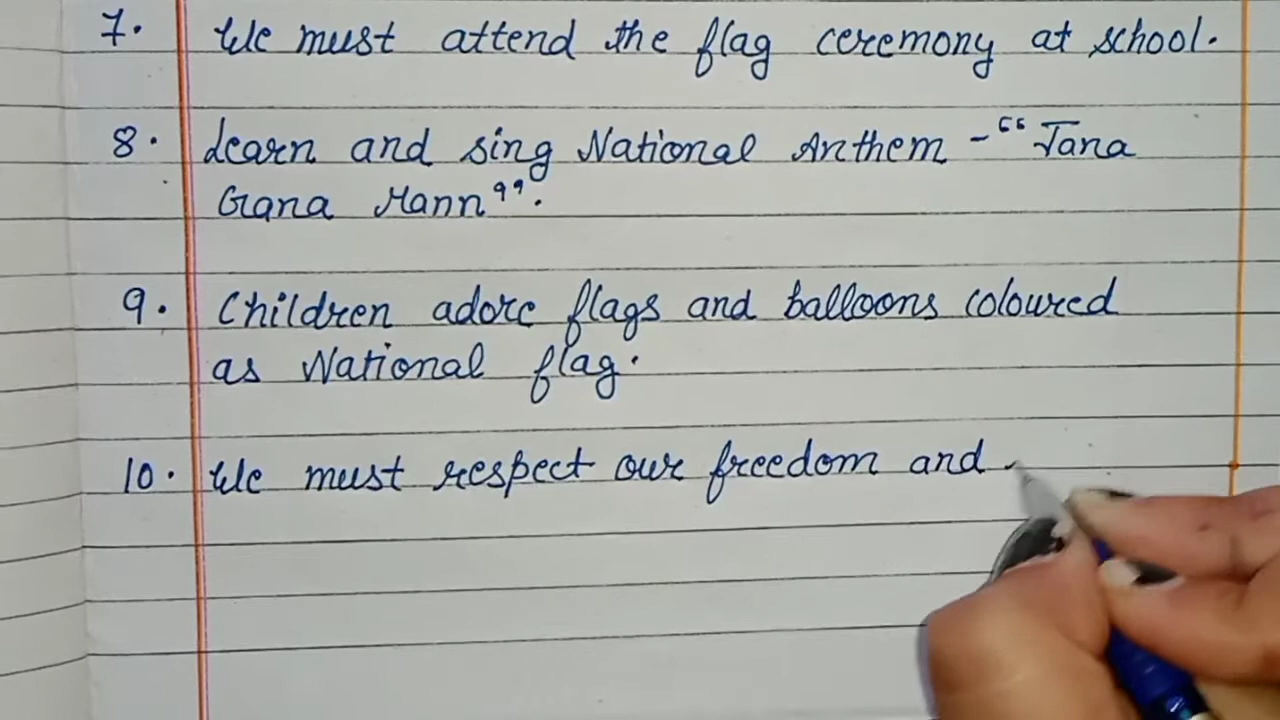 7. We must attend the flag ceremony at school.
8. Learn and sing National Anthem - "Jana
Gana Mann".
9. Children adore flags and balloons coloured
as National flag.
10. We must respect our freedom and